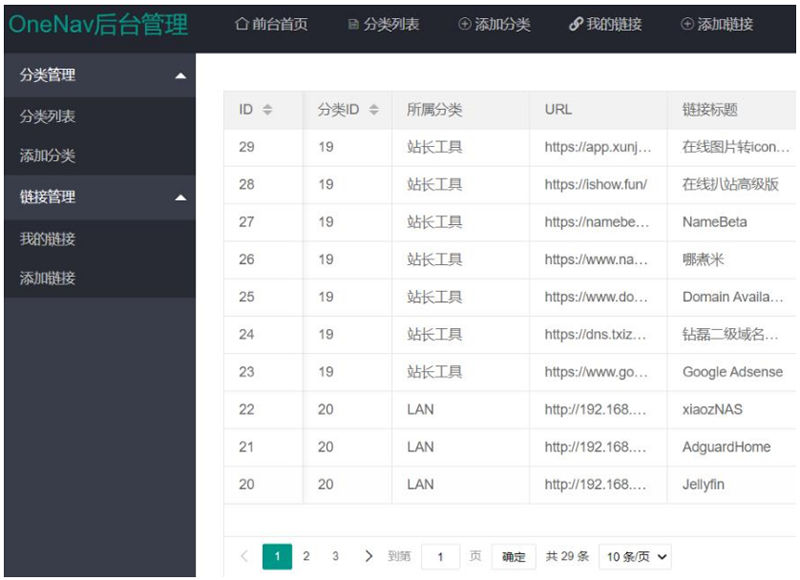 OneNav后台管理 前台首页 分类列表 添加分类 我的链接 添加链接
分类管理
分类列表
添加分类
链接管理
我的链接
添加链接
ID 分类ID 所属分类 URL 链接标题
29 19 站长工具 https://app.xunj... 在线图片转icon...
28 19 站长工具 https://ishow.fun/ 在线扒站高级版
27 19 站长工具 https://namebe... NameBeta
26 19 站长工具 https://www.na... 哪煮米
25 19 站长工具 https://www.do... Domain Availa...
24 19 站长工具 https://dns.txiz... 钻磊二级域名...
23 19 站长工具 https://www.go... Google Adsense
22 20 LAN http://192.168.... xiaozNAS
21 20 LAN http://192.168.... AdguardHome
20 20 LAN http://192.168.... Jellyfin
1 2 3 到第 1 页 确定 共 29 条 10 条/页